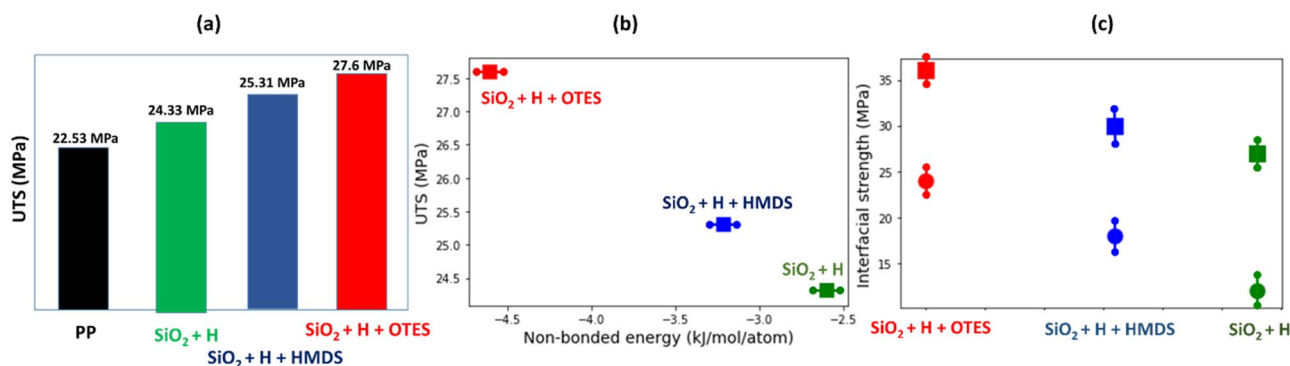 (a)
UTS (MPa)
22.53 MPa
24.33 MPa
25.31 MPa
27.6 MPa
PP
SiO2 + H
SiO2 + H + HMDS
SiO2 + H + OTES
(b)
UTS (MPa)
27.5
27.0
26.5
26.0
25.5
25.0
24.5
SiO2 + H + OTES
SiO2 + H + HMDS
SiO2 + H
−4.5
−4.0
−3.5
−3.0
−2.5
Non-bonded energy (kJ/mol/atom)
(c)
Interfacial strength (MPa)
35
30
25
20
15
SiO2 + H + OTES
SiO2 + H + HMDS
SiO2 + H